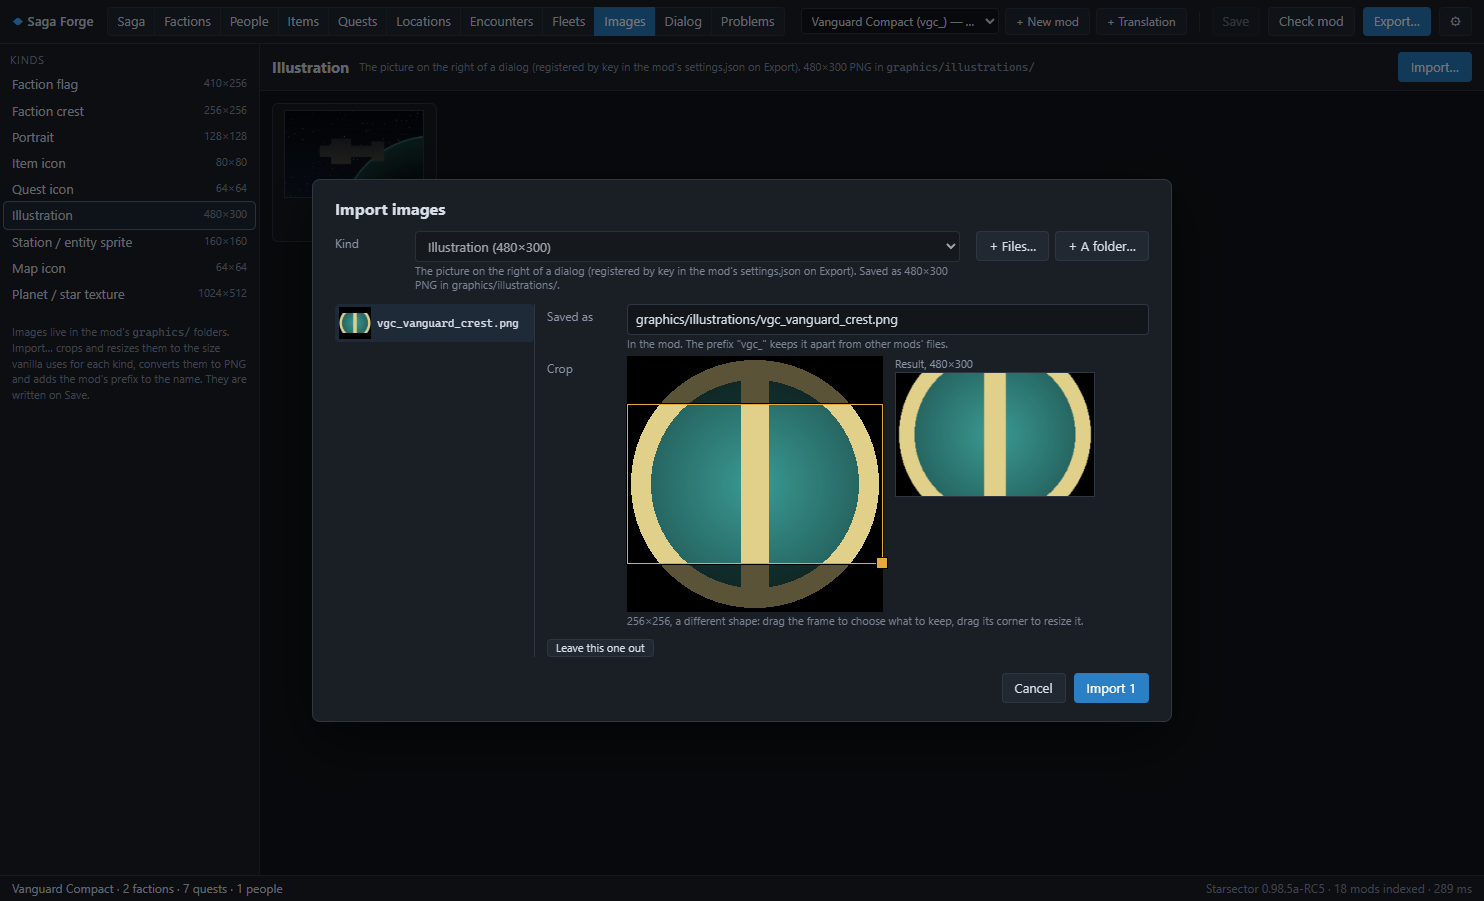 Saga Forge
Saga
Factions
People
Items
Quests
Locations
Encounters
Fleets
Images
Dialog
Problems
Vanguard Compact (vgc_) — ...
+ New mod
+ Translation
Save
Check mod
Export...
KINDS
Faction flag 410×256
Faction crest 256×256
Portrait 128×128
Item icon 80×80
Quest icon 64×64
Illustration 480×300
Station / entity sprite 160×160
Map icon 64×64
Planet / star texture 1024×512
Images live in the mod's graphics/ folders.
Import... crops and resizes them to the size
vanilla uses for each kind, converts them to PNG
and adds the mod's prefix to the name. They are
written on Save.
Illustration The picture on the right of a dialog (registered by key in the mod's settings.json on Export). 480×300 PNG in graphics/illustrations/
Import...
Import images
Kind
Illustration (480×300)
+ Files...
+ A folder...
The picture on the right of a dialog (registered by key in the mod's settings.json on Export). Saved as 480×300
PNG in graphics/illustrations/.
vgc_vanguard_crest.png
Saved as
graphics/illustrations/vgc_vanguard_crest.png
In the mod. The prefix "vgc_" keeps it apart from other mods' files.
Crop
Result, 480×300
256×256, a different shape: drag the frame to choose what to keep, drag its corner to resize it.
Leave this one out
Cancel
Import 1
Vanguard Compact · 2 factions · 7 quests · 1 people
Starsector 0.98.5a-RC5 · 18 mods indexed · 289 ms